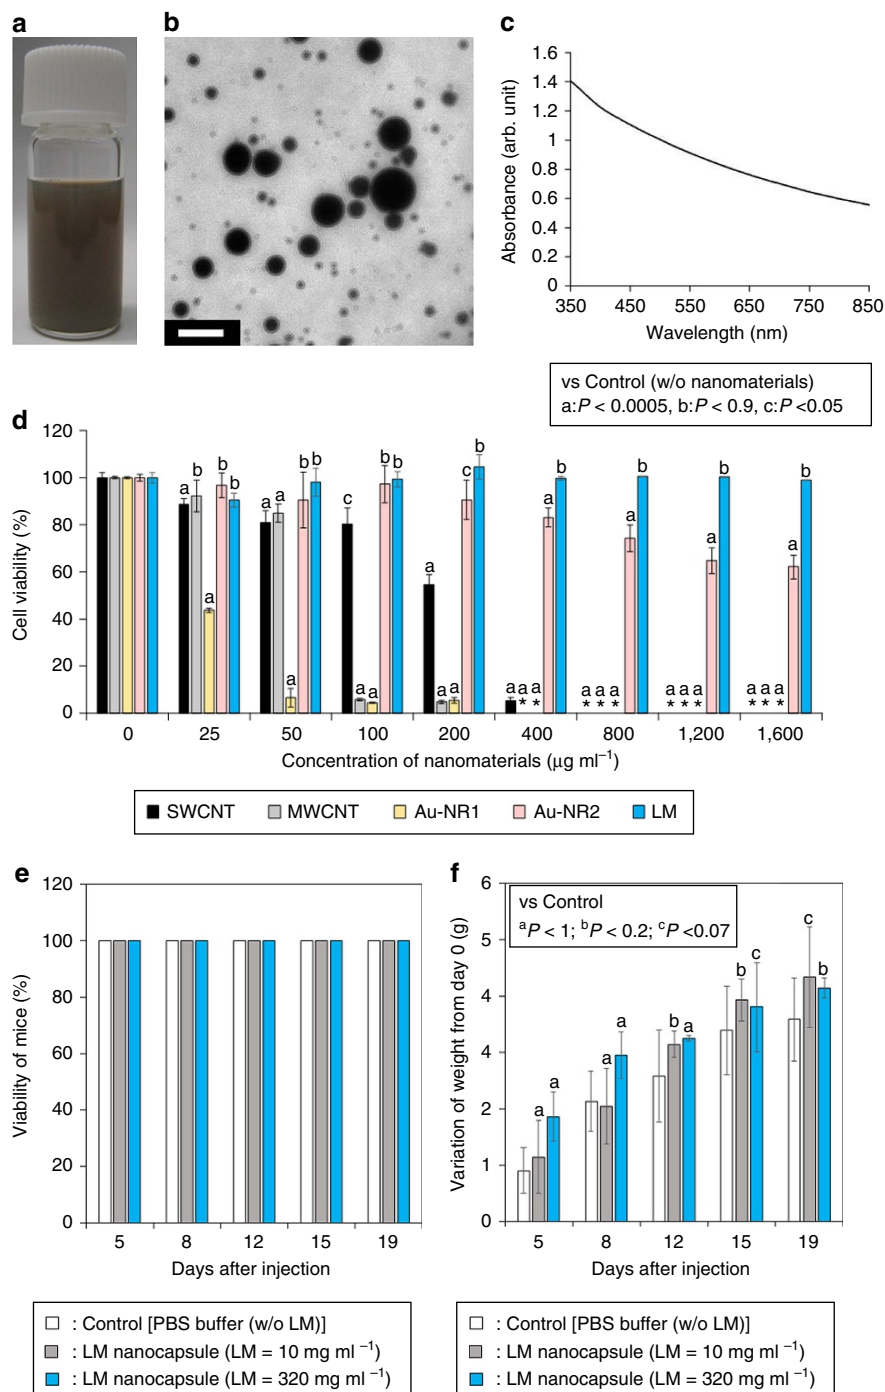 a
b
c
1.6
1.4
1.2
1
0.8
0.6
0.4
0.2
0
Absorbance (arb. unit)
350 450 550 650 750 850
Wavelength (nm)
vs Control (w/o nanomaterials)
a:P < 0.0005, b:P < 0.9, c:P <0.05
d
120
100
80
60
40
20
0
Cell viability (%)
a b a b b
a a a b b
c a a b b
a a a c b
a a a a b
a a a a b
a a a a b
a a a a b
* *
* * *
* * *
* * *
0 25 50 100 200 400 800 1,200 1,600
Concentration of nanomaterials (µg ml⁻¹)
SWCNT MWCNT Au-NR1 Au-NR2 LM
e
120
100
80
60
40
20
0
Viability of mice (%)
5 8 12 15 19
Days after injection
: Control [PBS buffer (w/o LM)]
: LM nanocapsule (LM = 10 mg ml ⁻¹)
: LM nanocapsule (LM = 320 mg ml ⁻¹)
f
6
5
4
4
2
1
0
Variation of weight from day 0 (g)
vs Control
ᵃP < 1; ᵇP < 0.2; ᶜP <0.07
a a
a a
b a
b c
c b
5 8 12 15 19
Days after injection
: Control [PBS buffer (w/o LM)]
: LM nanocapsule (LM = 10 mg ml ⁻¹)
: LM nanocapsule (LM = 320 mg ml ⁻¹)